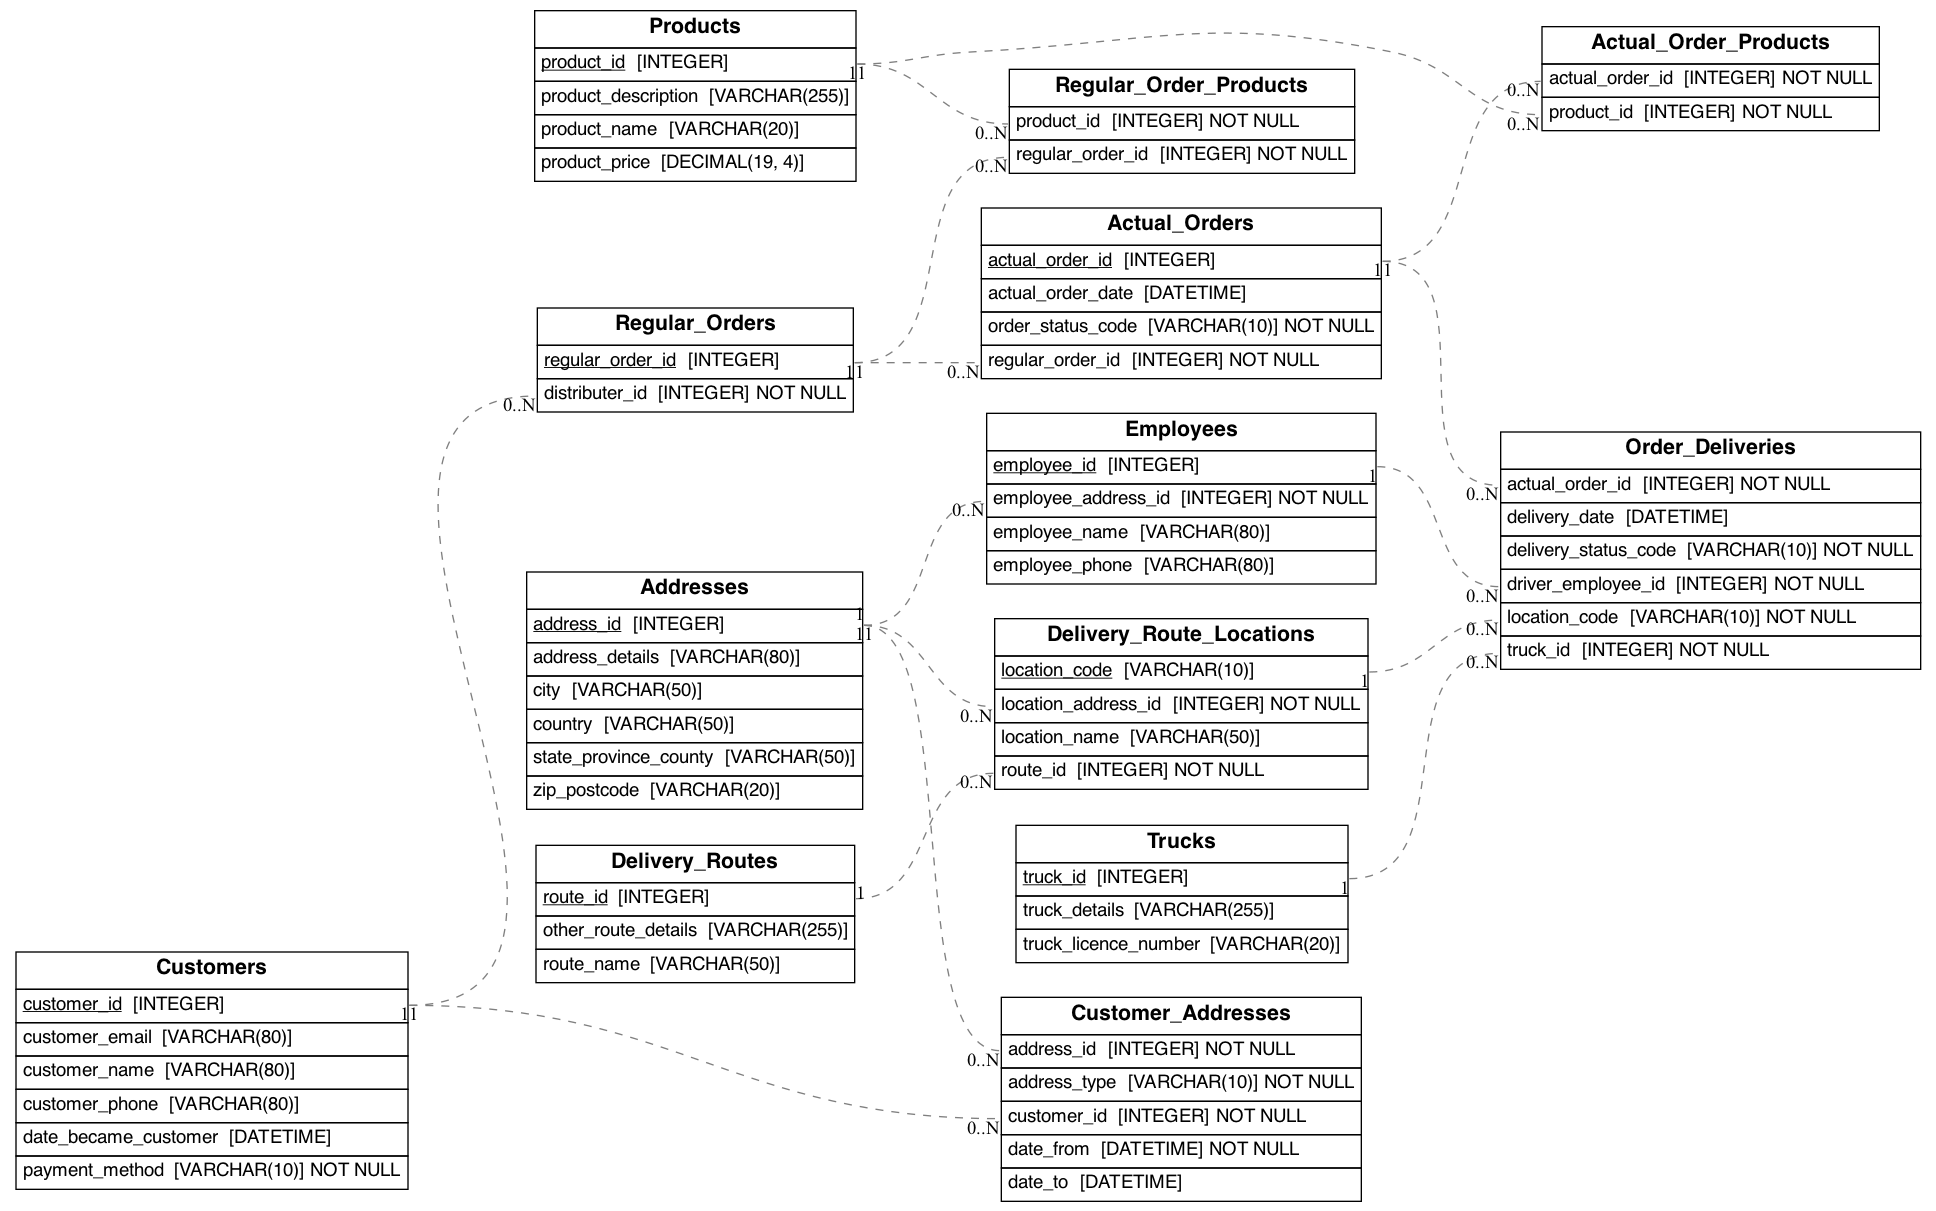 Products
product_id [INTEGER]
product_description [VARCHAR(255)]
product_name [VARCHAR(20)]
product_price [DECIMAL(19, 4)]
11
Regular_Order_Products
product_id [INTEGER] NOT NULL
regular_order_id [INTEGER] NOT NULL
0..N
0..N
Actual_Order_Products
actual_order_id [INTEGER] NOT NULL
product_id [INTEGER] NOT NULL
0..N
0..N
Actual_Orders
actual_order_id [INTEGER]
actual_order_date [DATETIME]
order_status_code [VARCHAR(10)] NOT NULL
regular_order_id [INTEGER] NOT NULL
11
0..N
Regular_Orders
regular_order_id [INTEGER]
distributer_id [INTEGER] NOT NULL
11
0..N
Employees
employee_id [INTEGER]
employee_address_id [INTEGER] NOT NULL
employee_name [VARCHAR(80)]
employee_phone [VARCHAR(80)]
1
0..N
Order_Deliveries
actual_order_id [INTEGER] NOT NULL
delivery_date [DATETIME]
delivery_status_code [VARCHAR(10)] NOT NULL
driver_employee_id [INTEGER] NOT NULL
location_code [VARCHAR(10)] NOT NULL
truck_id [INTEGER] NOT NULL
0..N
0..N
0..N
0..N
Addresses
address_id [INTEGER]
address_details [VARCHAR(80)]
city [VARCHAR(50)]
country [VARCHAR(50)]
state_province_county [VARCHAR(50)]
zip_postcode [VARCHAR(20)]
1
11
Delivery_Route_Locations
location_code [VARCHAR(10)]
location_address_id [INTEGER] NOT NULL
location_name [VARCHAR(50)]
route_id [INTEGER] NOT NULL
1
0..N
0..N
Delivery_Routes
route_id [INTEGER]
other_route_details [VARCHAR(255)]
route_name [VARCHAR(50)]
1
Trucks
truck_id [INTEGER]
truck_details [VARCHAR(255)]
truck_licence_number [VARCHAR(20)]
1
Customers
customer_id [INTEGER]
customer_email [VARCHAR(80)]
customer_name [VARCHAR(80)]
customer_phone [VARCHAR(80)]
date_became_customer [DATETIME]
payment_method [VARCHAR(10)] NOT NULL
11
Customer_Addresses
address_id [INTEGER] NOT NULL
address_type [VARCHAR(10)] NOT NULL
customer_id [INTEGER] NOT NULL
date_from [DATETIME] NOT NULL
date_to [DATETIME]
0..N
0..N